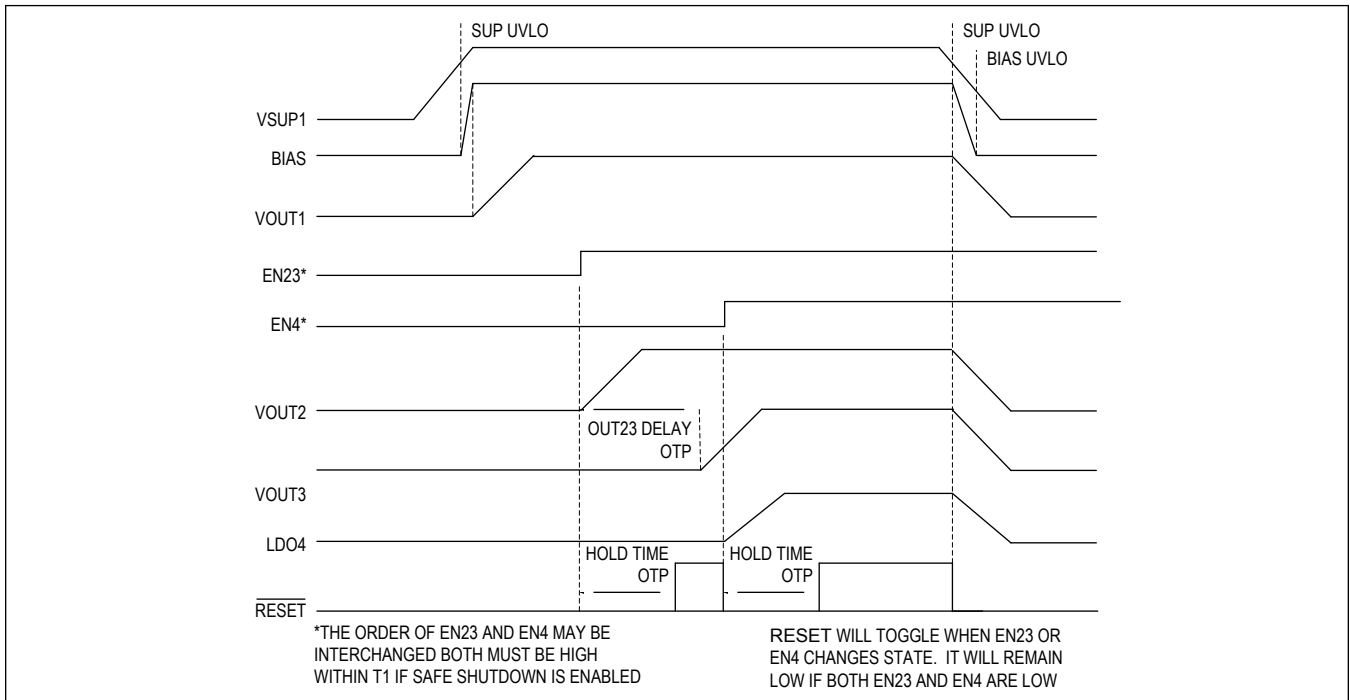 SUP UVLO
SUP UVLO
BIAS UVLO
VSUP1
BIAS
VOUT1
EN23*
EN4*
VOUT2
OUT23 DELAY
OTP
VOUT3
LDO4
HOLD TIME
OTP
HOLD TIME
OTP
RESET
*THE ORDER OF EN23 AND EN4 MAY BE
INTERCHANGED BOTH MUST BE HIGH
WITHIN T1 IF SAFE SHUTDOWN IS ENABLED
RESET WILL TOGGLE WHEN EN23 OR
EN4 CHANGES STATE. IT WILL REMAIN
LOW IF BOTH EN23 AND EN4 ARE LOW